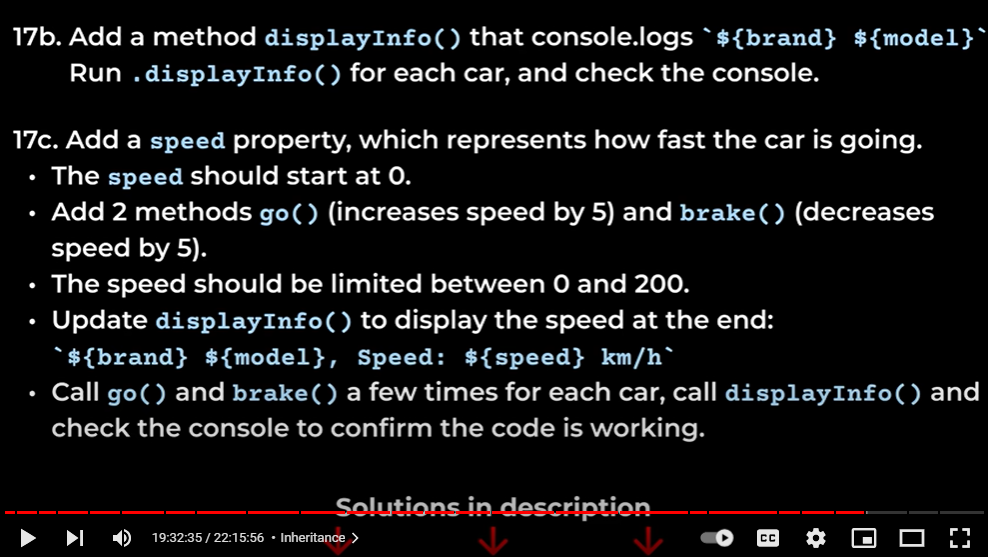 17b. Add a method displayInfo() that console.logs `${brand} ${model}`
Run .displayInfo() for each car, and check the console.
17c. Add a speed property, which represents how fast the car is going.
• The speed should start at 0.
• Add 2 methods go() (increases speed by 5) and brake() (decreases
speed by 5).
• The speed should be limited between 0 and 200.
• Update displayInfo() to display the speed at the end:
`${brand} ${model}, Speed: ${speed} km/h`
• Call go() and brake() a few times for each car, call displayInfo() and
check the console to confirm the code is working.
Solutions in description
19:32:35 / 22:15:56 • Inheritance >
CC